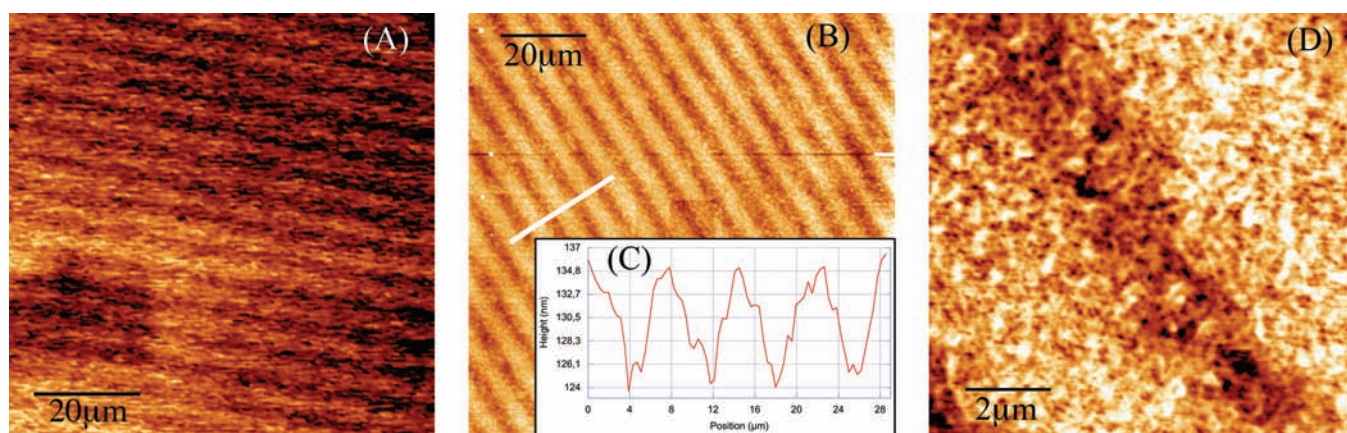 (A)
20µm
20µm
(B)
(C)
Height (nm)
137
134,8
132,7
130,5
128,3
126,1
124
0 4 8 12 16 20 24 28
Position (µm)
(D)
2µm